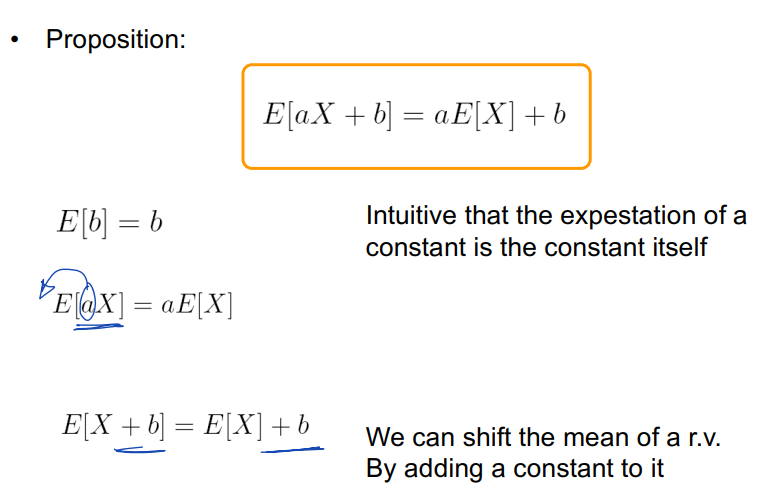 • Proposition:
E[aX + b] = aE[X] + b
E[b] = b
Intuitive that the expestation of a
constant is the constant itself
E[aX] = aE[X]
E[X + b] = E[X] + b
We can shift the mean of a r.v.
By adding a constant to it